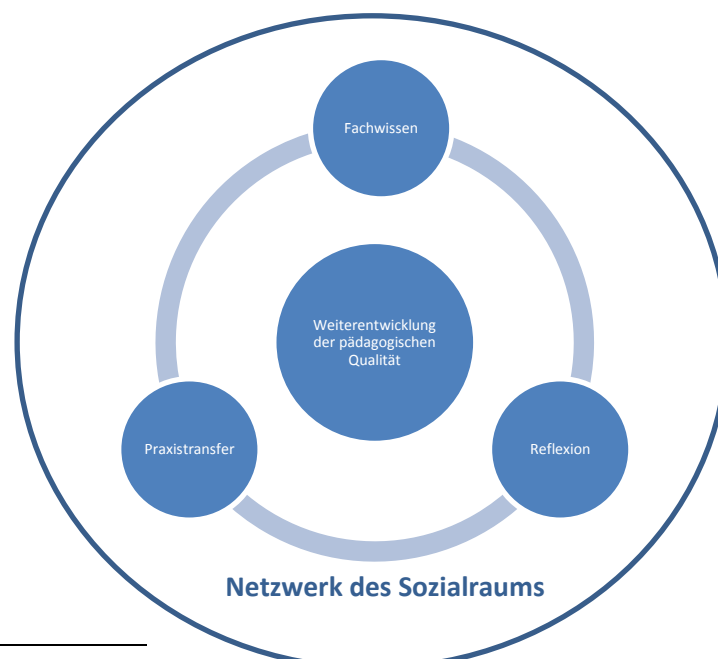 Fachwissen
Weiterentwicklung
der pädagogischen
Qualität
Praxistransfer
Reflexion
Netzwerk des Sozialraums